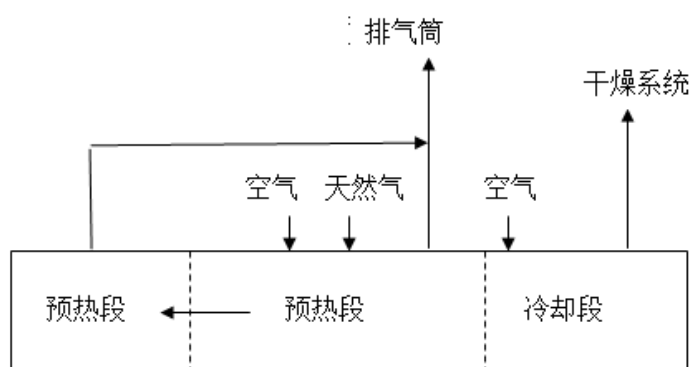 排气筒
干燥系统
空气 天然气 空气
预热段 预热段 冷却段